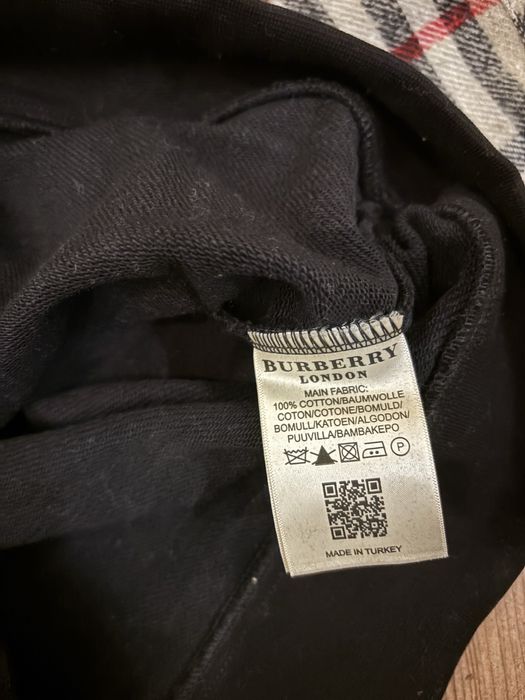 BURBERRY
LONDON
MAIN FABRIC:
100% COTTON/BAUMWOLLE
COTON/COTONE/BOMULD/
BOMULL/KATOEN/ALGODON/
PUUVILLA/BAMBAKEPO
P
MADE IN TURKEY